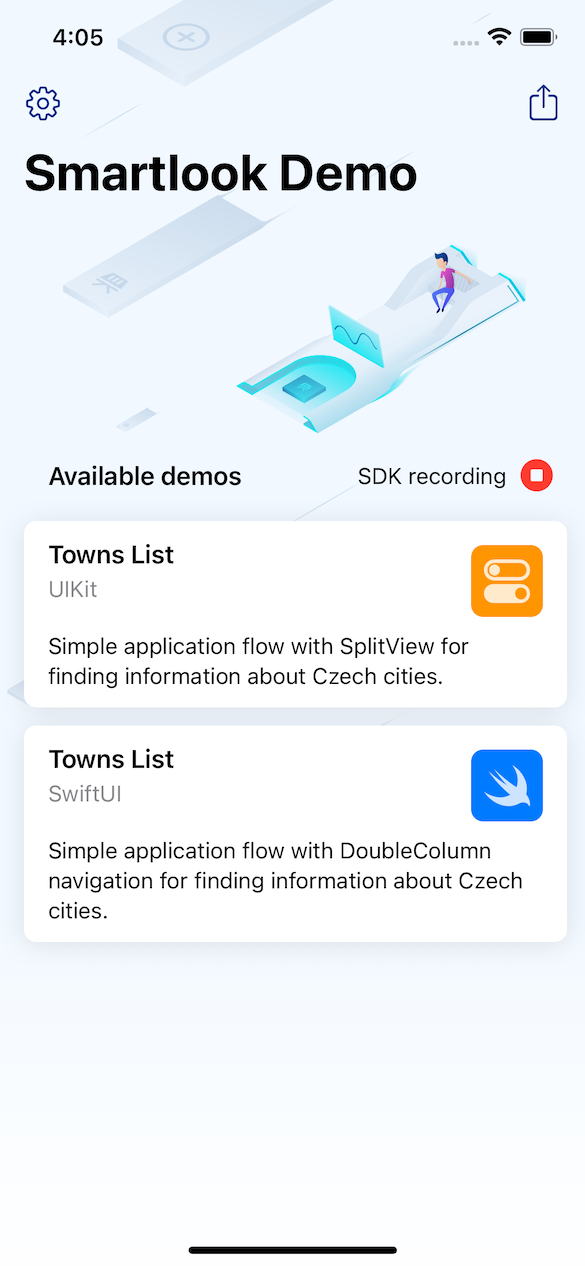 4:05
Smartlook Demo
Available demos
SDK recording
Towns List
UIKit
Simple application flow with SplitView for
finding information about Czech cities.
Towns List
SwiftUI
Simple application flow with DoubleColumn
navigation for finding information about Czech
cities.